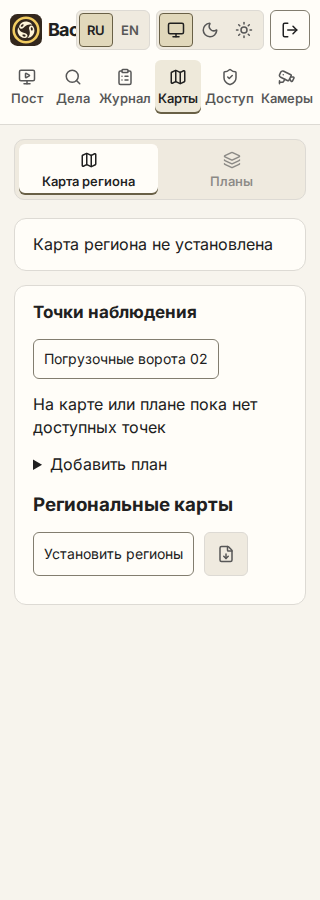 Вас
RU EN
Пост Дела Журнал Карты Доступ Камеры
Карта региона Планы
Карта региона не установлена
Точки наблюдения
Погрузочные ворота 02
На карте или плане пока нет
доступных точек
Добавить план
Региональные карты
Установить регионы